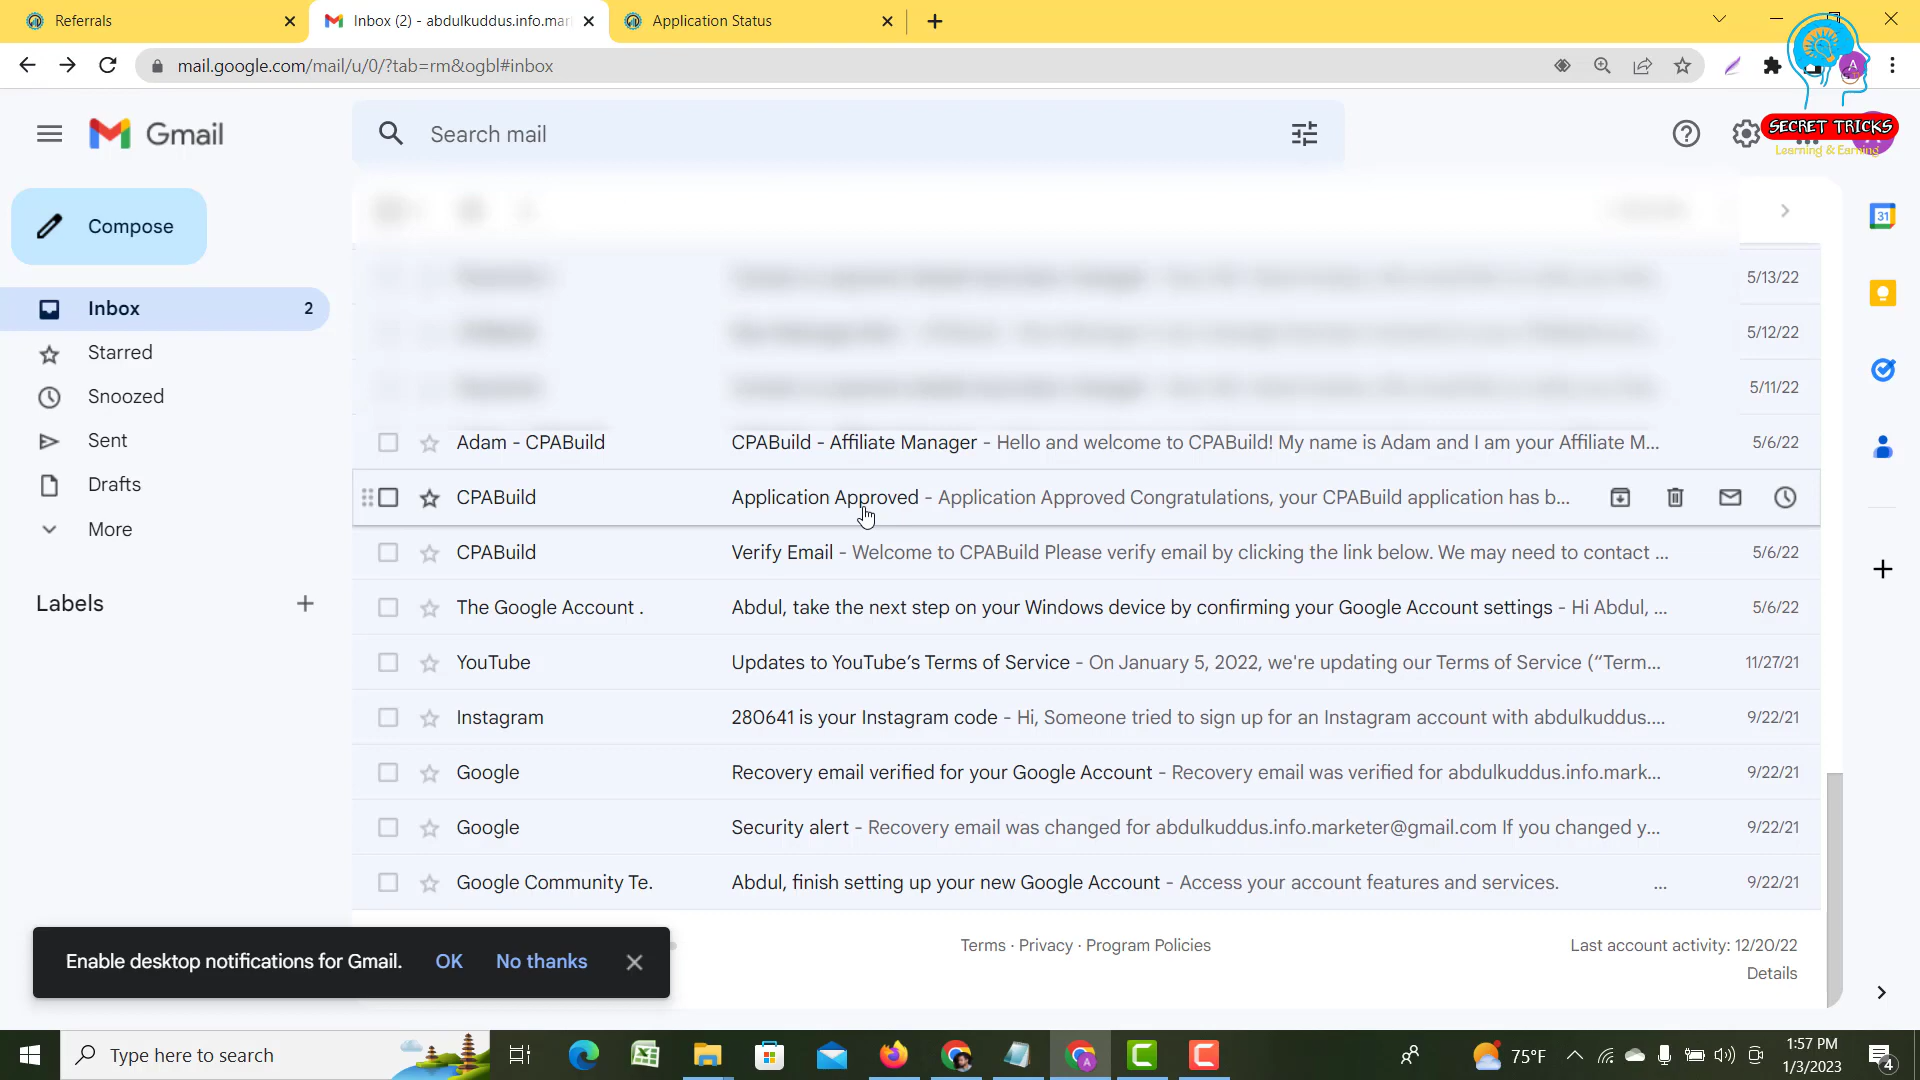 Referrals
Inbox (2) - abdulkuddus.info.mar
Application Status
mail.google.com/mail/u/0/?tab=rm&ogbl#inbox
SECRET TRICKS
Learning & Earning
Gmail
Search mail
Compose
Inbox 2
Starred
Snoozed
Sent
Drafts
More
Labels
5/13/22
5/12/22
5/11/22
Adam - CPABuild CPABuild - Affiliate Manager - Hello and welcome to CPABuild! My name is Adam and I am your Affiliate M... 5/6/22
CPABuild Application Approved - Application Approved Congratulations, your CPABuild application has b...
CPABuild Verify Email - Welcome to CPABuild Please verify email by clicking the link below. We may need to contact ... 5/6/22
The Google Account . Abdul, take the next step on your Windows device by confirming your Google Account settings - Hi Abdul, ... 5/6/22
YouTube Updates to YouTube's Terms of Service - On January 5, 2022, we're updating our Terms of Service (“Term... 11/27/21
Instagram 280641 is your Instagram code - Hi, Someone tried to sign up for an Instagram account with abdulkuddus.... 9/22/21
Google Recovery email verified for your Google Account - Recovery email was verified for abdulkuddus.info.mark... 9/22/21
Google Security alert - Recovery email was changed for abdulkuddus.info.marketer@gmail.com If you changed y... 9/22/21
Google Community Te. Abdul, finish setting up your new Google Account - Access your account features and services. ... 9/22/21
Enable desktop notifications for Gmail. OK No thanks
Terms · Privacy · Program Policies
Last account activity: 12/20/22
Details
31
Type here to search
75°F
1:57 PM
1/3/2023
4